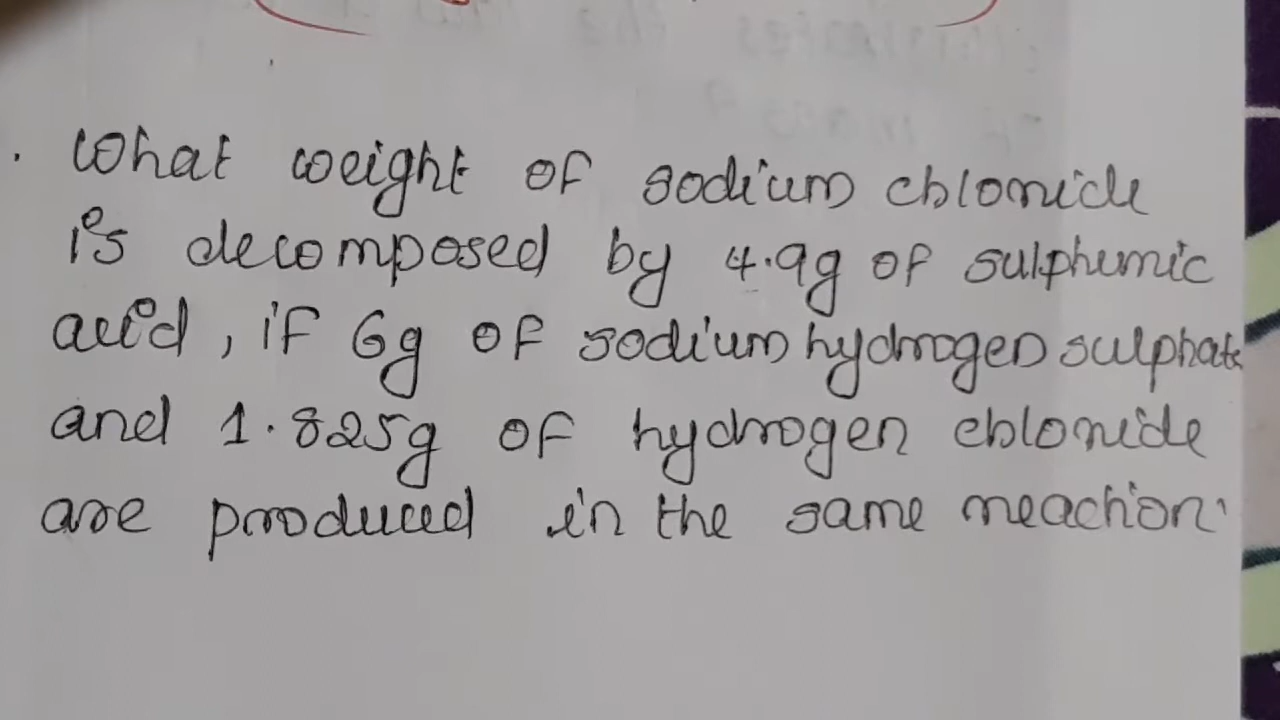 What weight of sodium chloride
is decomposed by 4.9g of sulphuric
acid, if 6g of sodium hydrogen sulphate
and 1.825g of hydrogen chloride
are produced in the same reaction.